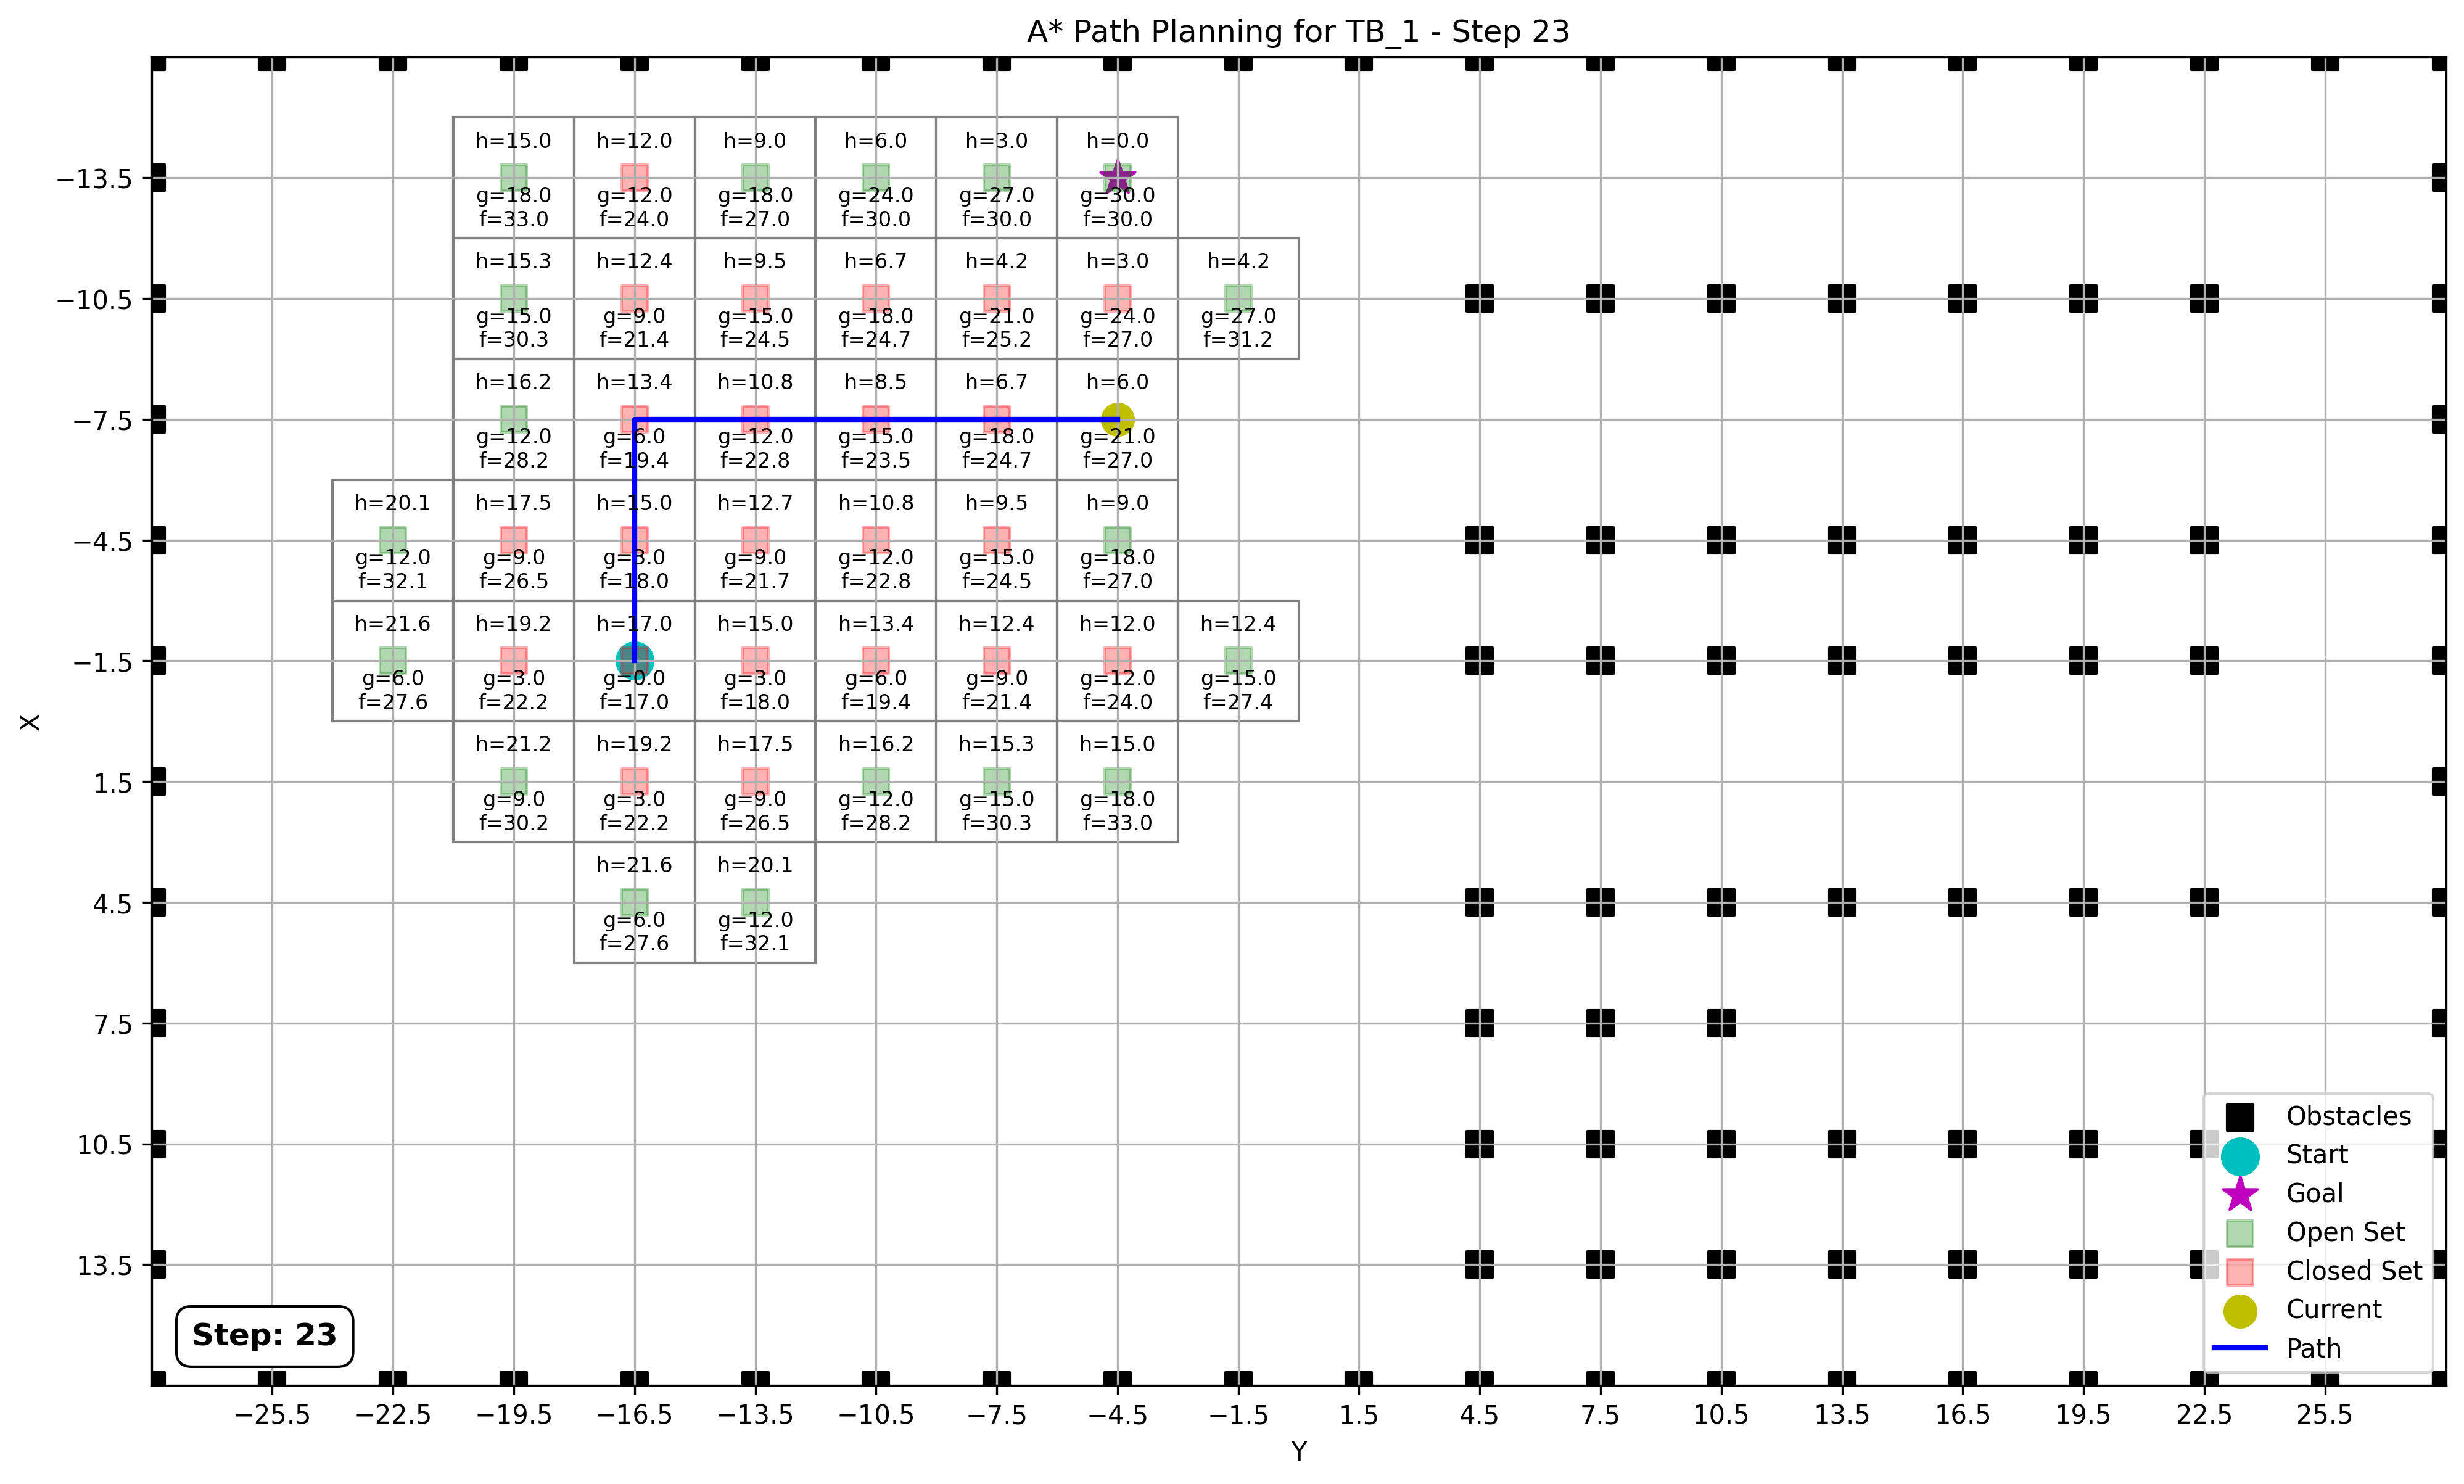 A* Path Planning for TB_1 - Step 23
h=15.0 h=12.0 h=9.0 h=6.0 h=3.0 h=0.0
−13.5
g=18.0 g=12.0 g=18.0 g=24.0 g=27.0 g=30.0
f=33.0 f=24.0 f=27.0 f=30.0 f=30.0 f=30.0
h=15.3 h=12.4 h=9.5 h=6.7 h=4.2 h=3.0 h=4.2
−10.5
g=15.0 g=9.0 g=15.0 g=18.0 g=21.0 g=24.0 g=27.0
f=30.3 f=21.4 f=24.5 f=24.7 f=25.2 f=27.0 f=31.2
h=16.2 h=13.4 h=10.8 h=8.5 h=6.7 h=6.0
−7.5
g=12.0 g=6.0 g=12.0 g=15.0 g=18.0 g=21.0
f=28.2 f=19.4 f=22.8 f=23.5 f=24.7 f=27.0
h=20.1 h=17.5 h=15.0 h=12.7 h=10.8 h=9.5 h=9.0
−4.5
g=12.0 g=9.0 g=3.0 g=9.0 g=12.0 g=15.0 g=18.0
f=32.1 f=26.5 f=18.0 f=21.7 f=22.8 f=24.5 f=27.0
h=21.6 h=19.2 h=17.0 h=15.0 h=13.4 h=12.4 h=12.0 h=12.4
−1.5
g=6.0 g=3.0 g=0.0 g=3.0 g=6.0 g=9.0 g=12.0 g=15.0
f=27.6 f=22.2 f=17.0 f=18.0 f=19.4 f=21.4 f=24.0 f=27.4
X
h=21.2 h=19.2 h=17.5 h=16.2 h=15.3 h=15.0
1.5
g=9.0 g=3.0 g=9.0 g=12.0 g=15.0 g=18.0
f=30.2 f=22.2 f=26.5 f=28.2 f=30.3 f=33.0
h=21.6 h=20.1
4.5
g=6.0 g=12.0
f=27.6 f=32.1
7.5
10.5
13.5
Obstacles
Start
Goal
Open Set
Closed Set
Current
Path
Step: 23
−25.5 −22.5 −19.5 −16.5 −13.5 −10.5 −7.5 −4.5 −1.5 1.5 4.5 7.5 10.5 13.5 16.5 19.5 22.5 25.5
Y